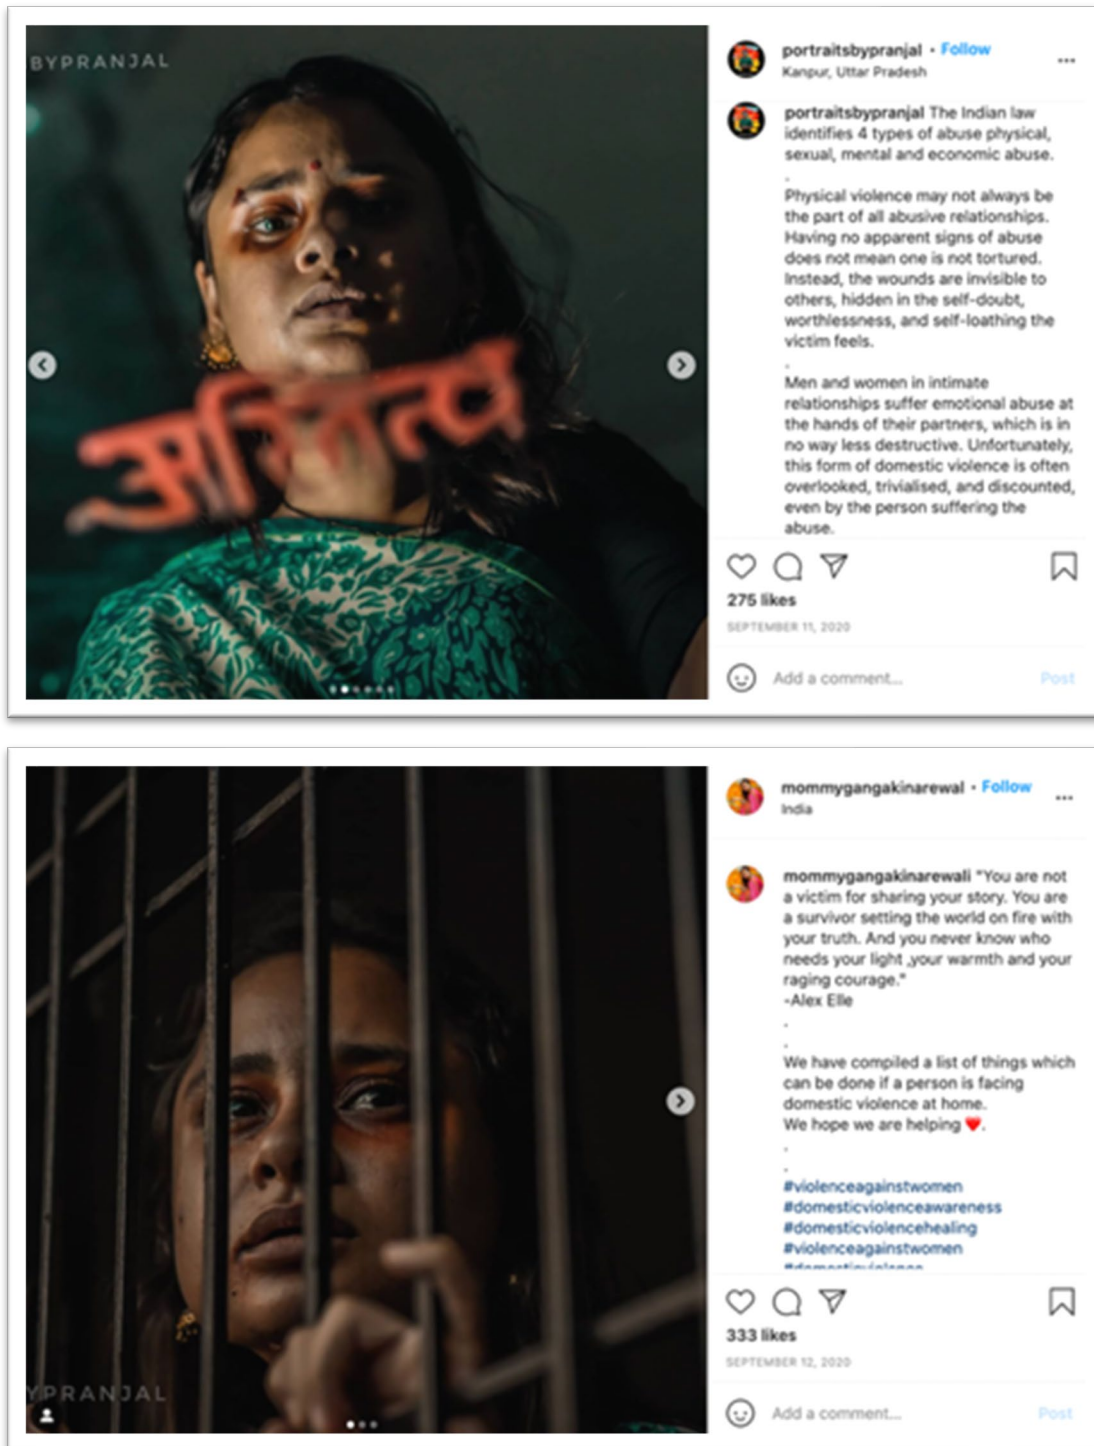 BYPRANJAL
अस्तित्व
portraitsbypranjal • Follow
Kanpur, Uttar Pradesh
portraitsbypranjal The Indian law
identifies 4 types of abuse physical,
sexual, mental and economic abuse.
.
Physical violence may not always be
the part of all abusive relationships.
Having no apparent signs of abuse
does not mean one is not tortured.
Instead, the wounds are invisible to
others, hidden in the self-doubt,
worthlessness, and self-loathing the
victim feels.
.
Men and women in intimate
relationships suffer emotional abuse at
the hands of their partners, which is in
no way less destructive. Unfortunately,
this form of domestic violence is often
overlooked, trivialised, and discounted,
even by the person suffering the
abuse.
275 likes
SEPTEMBER 11, 2020
Add a comment...
Post
YPRANJAL
mommygangakinarewal • Follow
India
mommygangakinarewali "You are not
a victim for sharing your story. You are
a survivor setting the world on fire with
your truth. And you never know who
needs your light ,your warmth and your
raging courage."
-Alex Elle
.
.
We have compiled a list of things which
can be done if a person is facing
domestic violence at home.
We hope we are helping ❤️.
.
.
#violenceagainstwomen
#domesticviolenceawareness
#domesticviolencehealing
#violenceagainstwomen
#domesticviolence
333 likes
SEPTEMBER 12, 2020
Add a comment...
Post